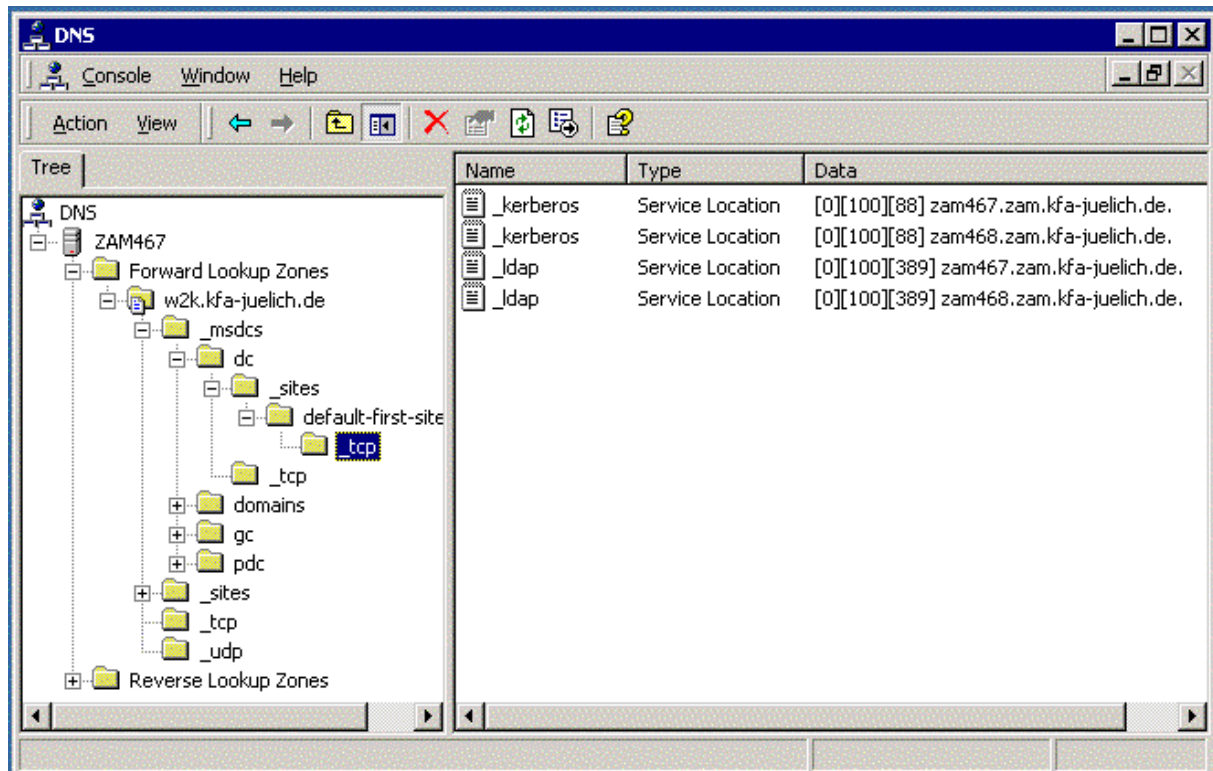 DNS
Console Window Help
Action View
Tree
DNS
ZAM467
Forward Lookup Zones
w2k.kfa-juelich.de
_msdcs
dc
_sites
default-first-site
_tcp
_tcp
domains
gc
pdc
_sites
_tcp
_udp
Reverse Lookup Zones
Name Type Data
_kerberos Service Location [0][100][88] zam467.zam.kfa-juelich.de.
_kerberos Service Location [0][100][88] zam468.zam.kfa-juelich.de.
_ldap Service Location [0][100][389] zam467.zam.kfa-juelich.de.
_ldap Service Location [0][100][389] zam468.zam.kfa-juelich.de.